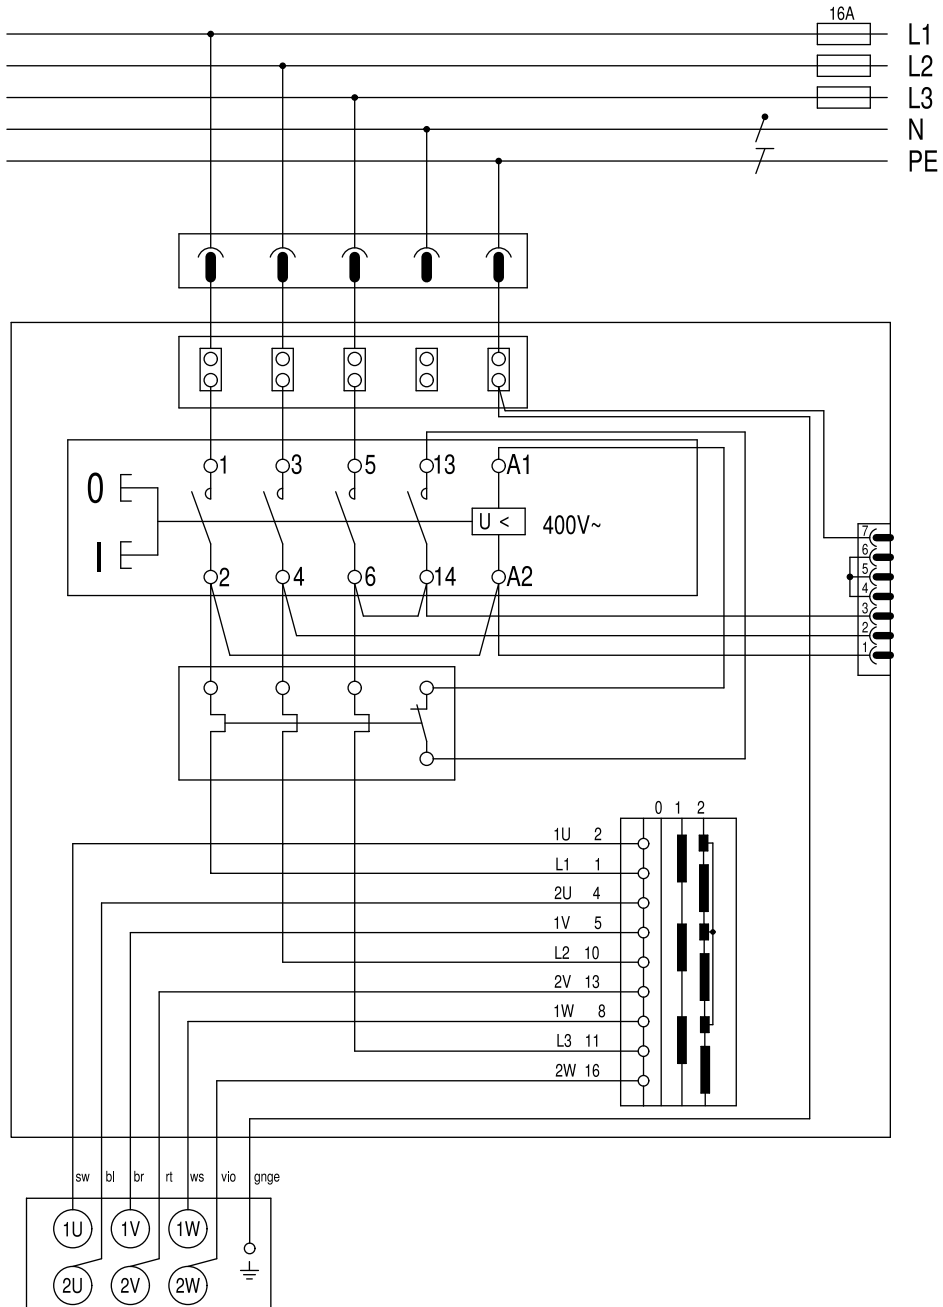 16A
L1
L2
L3
N
PE
1 3 5 13 A1
0
U < 400V~
I
2 4 6 14 A2
7
6
5
4
3
2
1
0 1 2
1U 2
L1 1
2U 4
1V 5
L2 10
2V 13
1W 8
L3 11
2W 16
sw bl br rt ws vio gnge
1U 1V 1W
2U 2V 2W